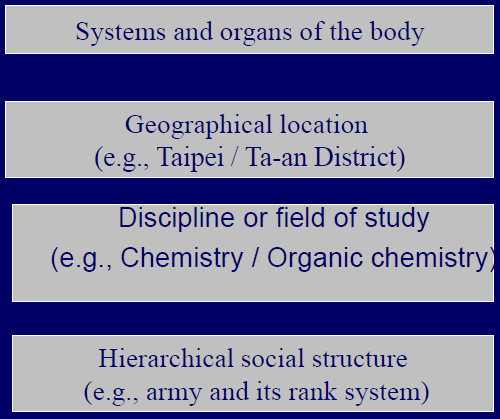 Systems and organs of the body
Geographical location
(e.g., Taipei / Ta-an District)
Discipline or field of study
(e.g., Chemistry / Organic chemistry)
Hierarchical social structure
(e.g., army and its rank system)